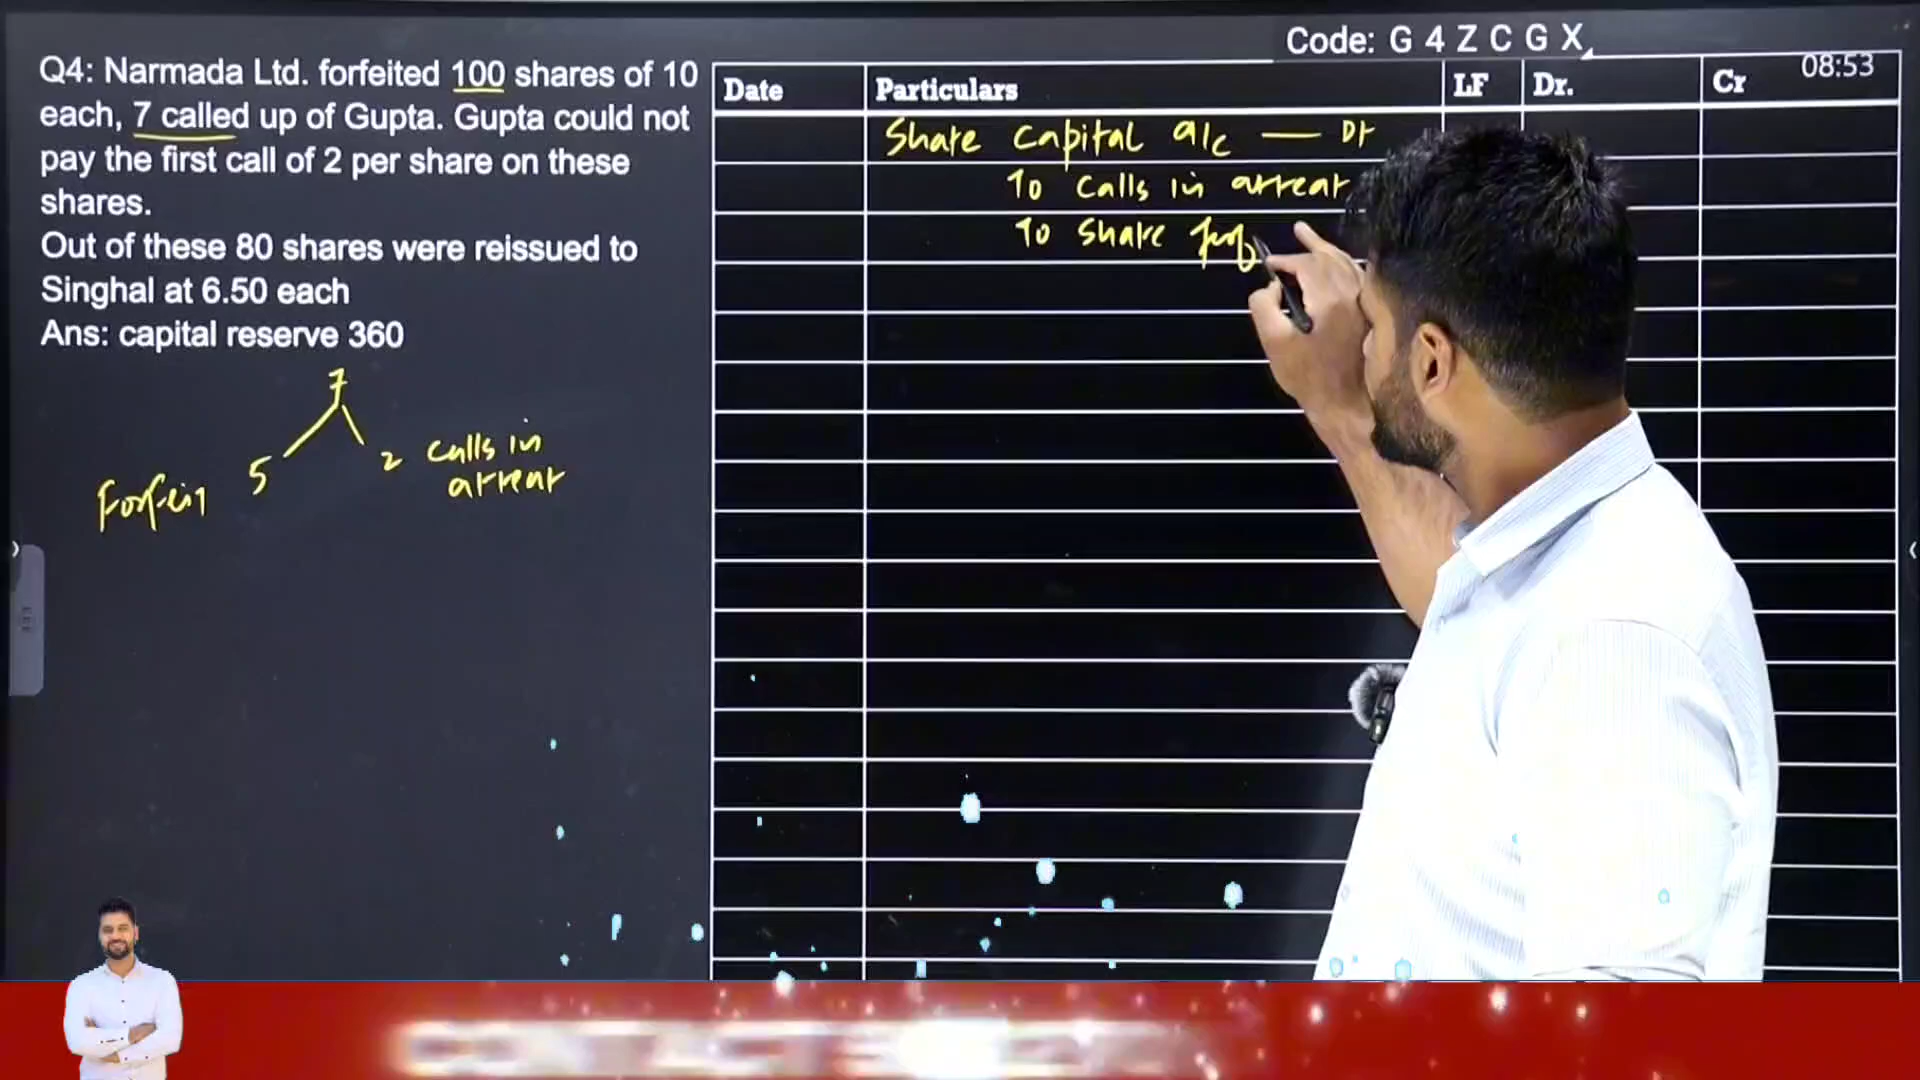 Code: G 4 Z C G X
08:53
Q4: Narmada Ltd. forfeited 100 shares of 10
each, 7 called up of Gupta. Gupta could not
pay the first call of 2 per share on these
shares.
Out of these 80 shares were reissued to
Singhal at 6.50 each
Ans: capital reserve 360
7
5
2 calls in
arrear
Forfeit
Date Particulars LF Dr. Cr
Share capital a/c — Dr
To calls in arrear
To share forf